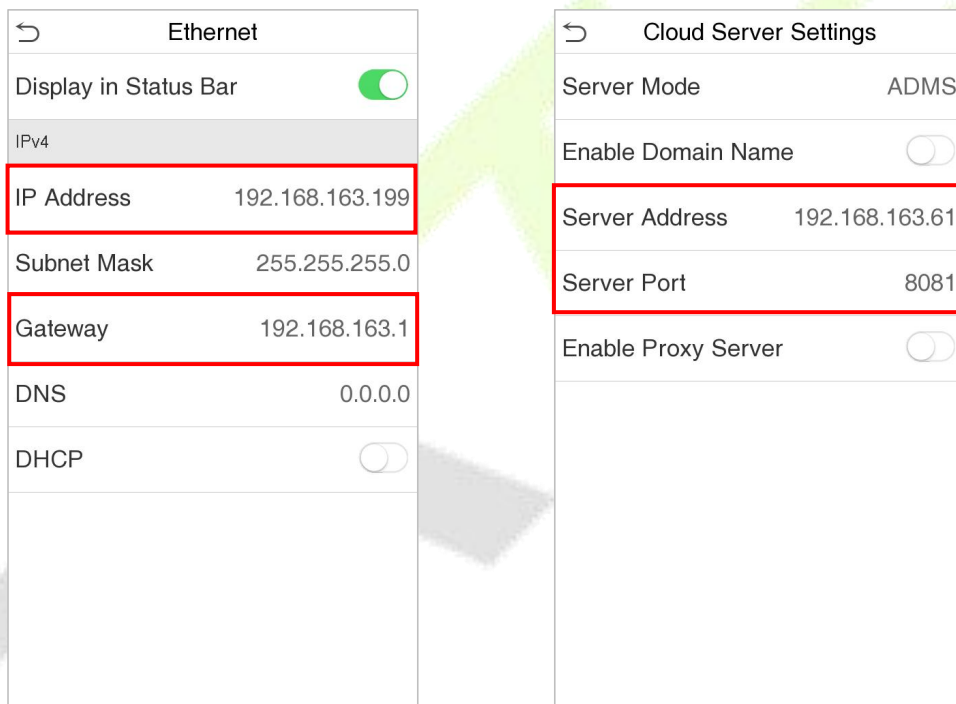 Ethernet
Display in Status Bar
IPv4
IP Address 192.168.163.199
Subnet Mask 255.255.255.0
Gateway 192.168.163.1
DNS 0.0.0.0
DHCP
Cloud Server Settings
Server Mode ADMS
Enable Domain Name
Server Address 192.168.163.61
Server Port 8081
Enable Proxy Server